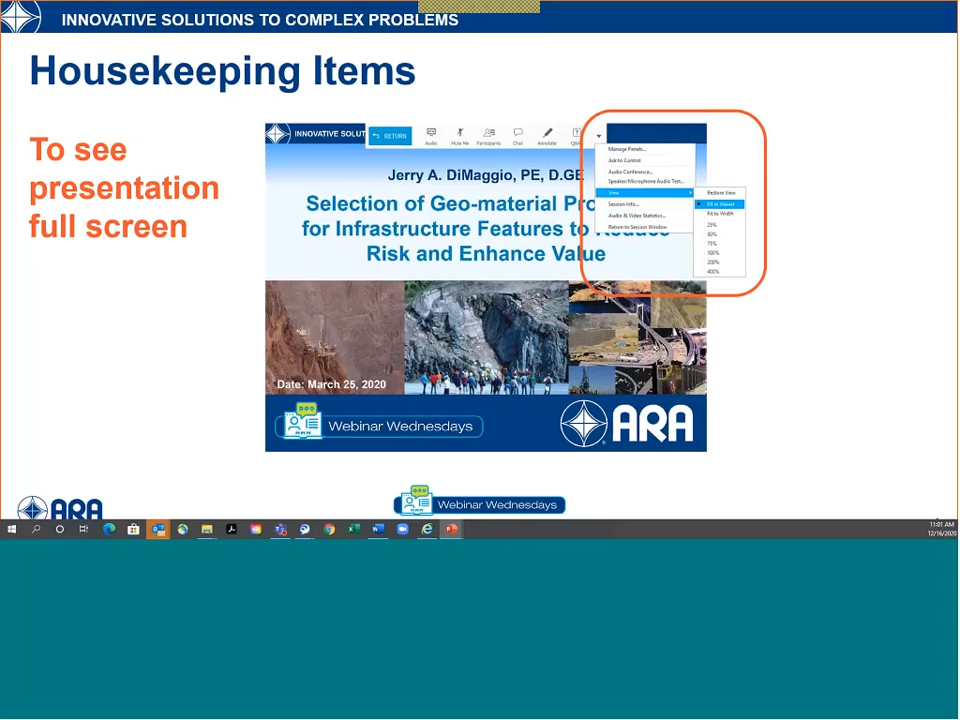 INNOVATIVE SOLUTIONS TO COMPLEX PROBLEMS
Housekeeping Items
To see
presentation
full screen
INNOVATIVE SOLUT
RETURN
Audio
Mute Me
Participants
Chat
Annotate
Q&A
Manage Panels...
Ask to Control
Audio Conference...
Speaker/Microphone Audio Test...
View
Session Info...
Audio & Video Statistics...
Return to Session Window
Restore View
Fit to Viewer
Fit to Width
25%
50%
75%
100%
200%
400%
Jerry A. DiMaggio, PE, D.GE
Selection of Geo-material Pro
for Infrastructure Features to Reduce
Risk and Enhance Value
Date: March 25, 2020
Webinar Wednesdays
ARA
ARA
Webinar Wednesdays
11:01 AM
12/16/2020